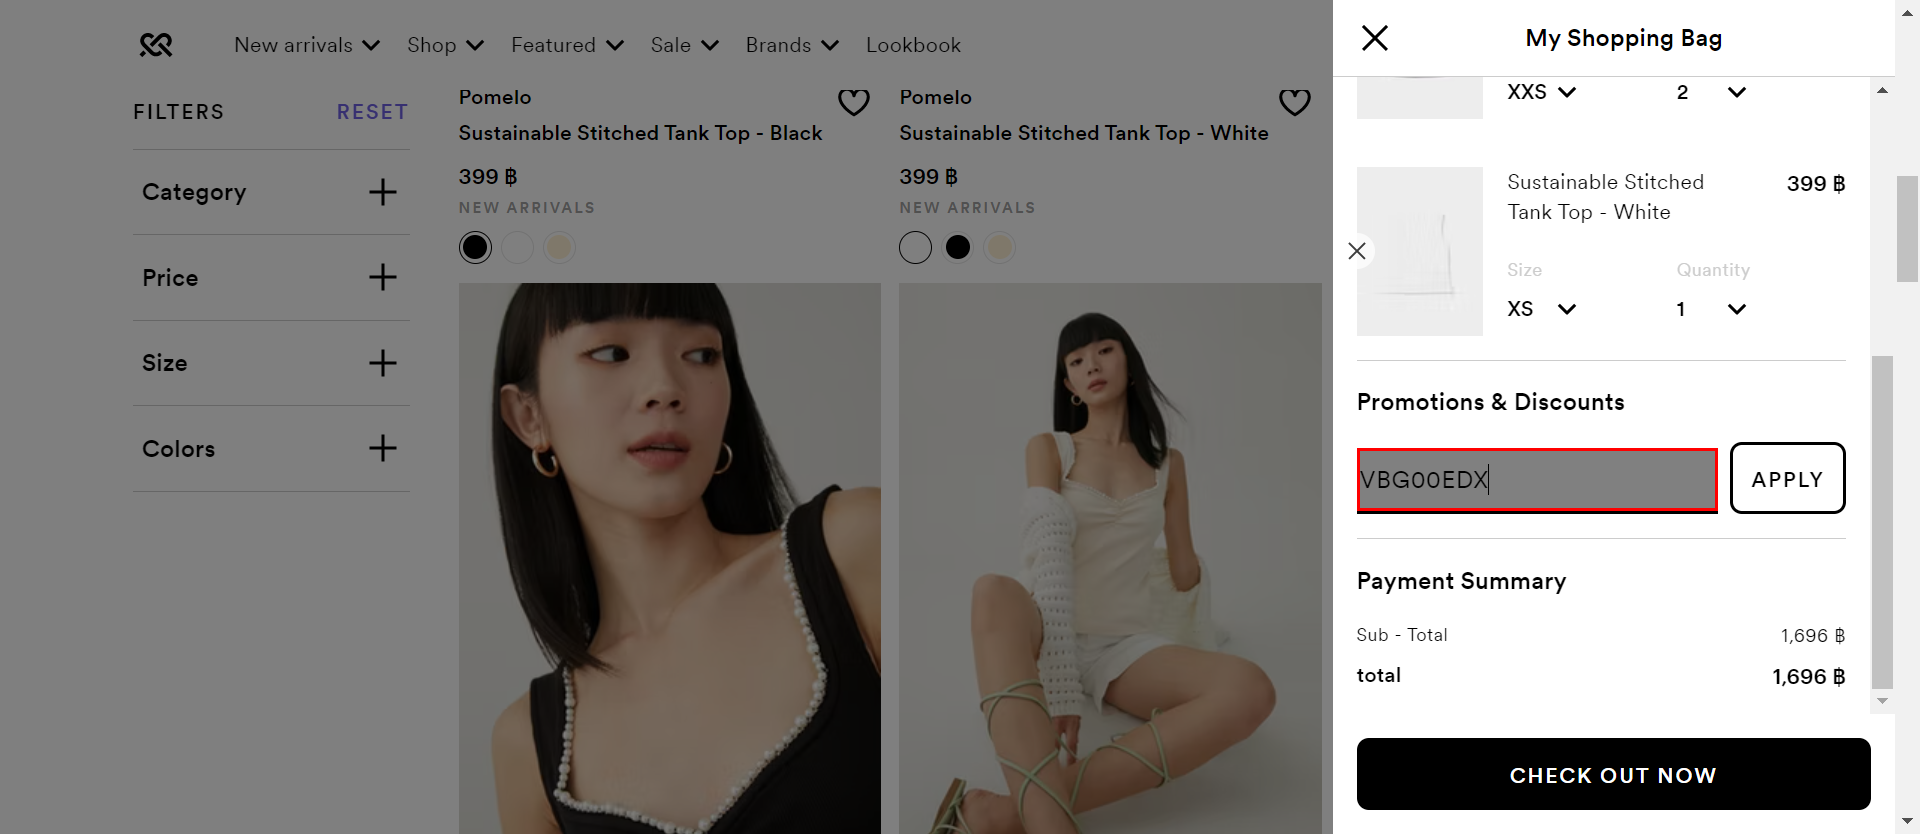 New arrivals Shop Featured Sale Brands Lookbook
FILTERS RESET
Category
Price
Size
Colors
Pomelo
Sustainable Stitched Tank Top - Black
399 ฿
NEW ARRIVALS
Pomelo
Sustainable Stitched Tank Top - White
399 ฿
NEW ARRIVALS
My Shopping Bag
XXS 2
Sustainable Stitched 399 ฿
Tank Top - White
Size Quantity
XS 1
Promotions & Discounts
VBG00EDX APPLY
Payment Summary
Sub - Total 1,696 ฿
total 1,696 ฿
CHECK OUT NOW